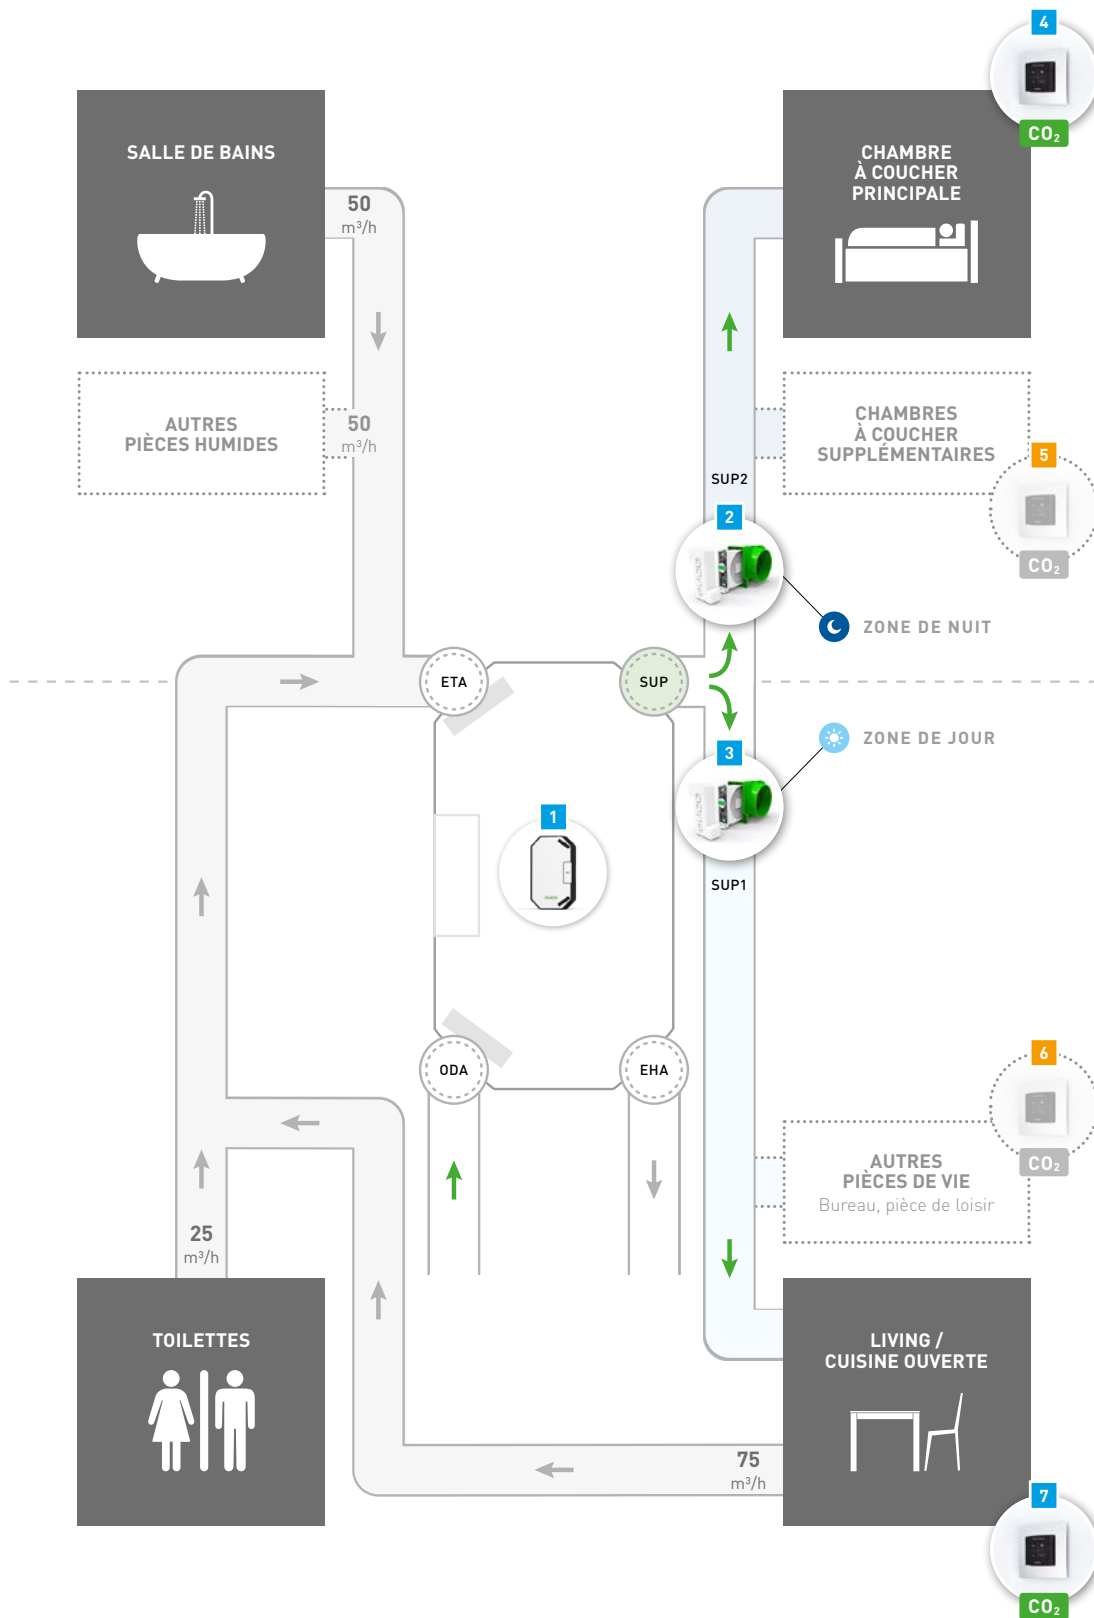 4
CO₂
SALLE DE BAINS
50
m³/h
CHAMBRE
À COUCHER
PRINCIPALE
AUTRES
PIÈCES HUMIDES
50
m³/h
CHAMBRES
À COUCHER
SUPPLÉMENTAIRES
5
CO₂
SUP2
2
ZONE DE NUIT
ETA
SUP
ZONE DE JOUR
3
1
SUP1
ODA
EHA
6
CO₂
AUTRES
PIÈCES DE VIE
Bureau, pièce de loisir
25
m³/h
TOILETTES
LIVING /
CUISINE OUVERTE
75
m³/h
7
CO₂